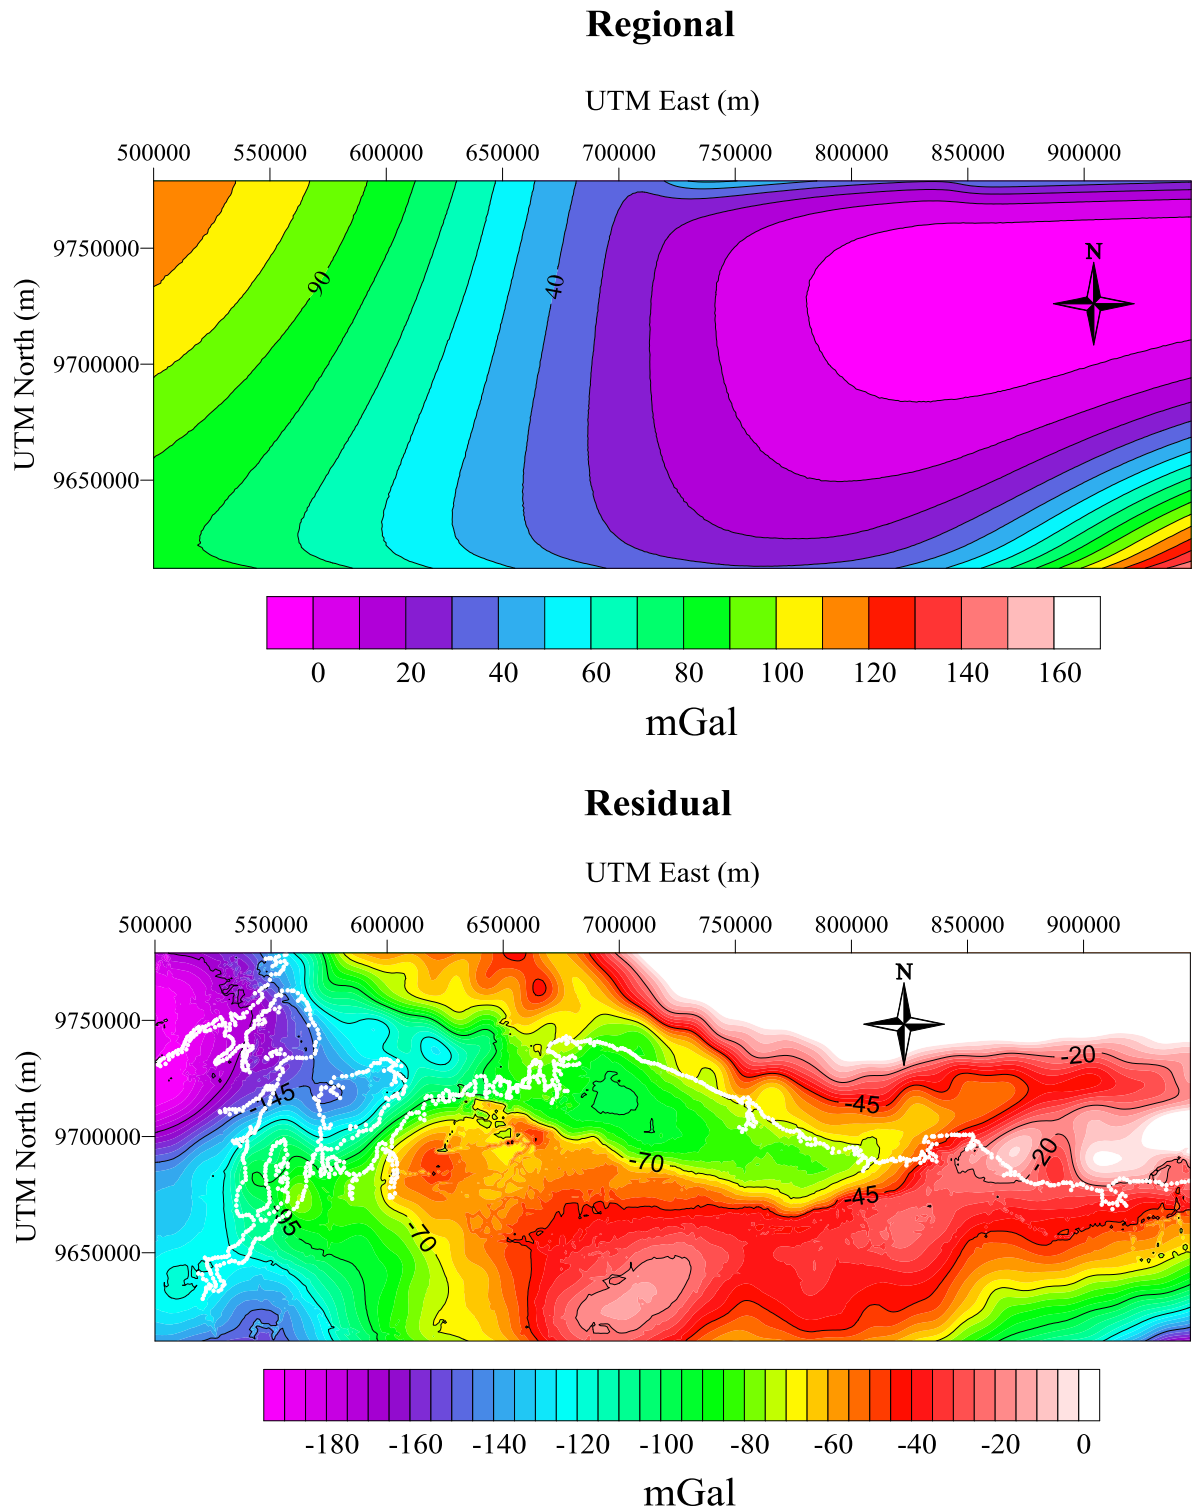 Regional
UTM East (m)
500000 550000 600000 650000 700000 750000 800000 850000 900000
UTM North (m)
9750000
9700000
9650000
90
40
N
0 20 40 60 80 100 120 140 160
mGal
Residual
UTM East (m)
500000 550000 600000 650000 700000 750000 800000 850000 900000
UTM North (m)
9750000
9700000
9650000
N
-20
-45
-20
-70
-45
-95
-70
-180 -160 -140 -120 -100 -80 -60 -40 -20 0
mGal